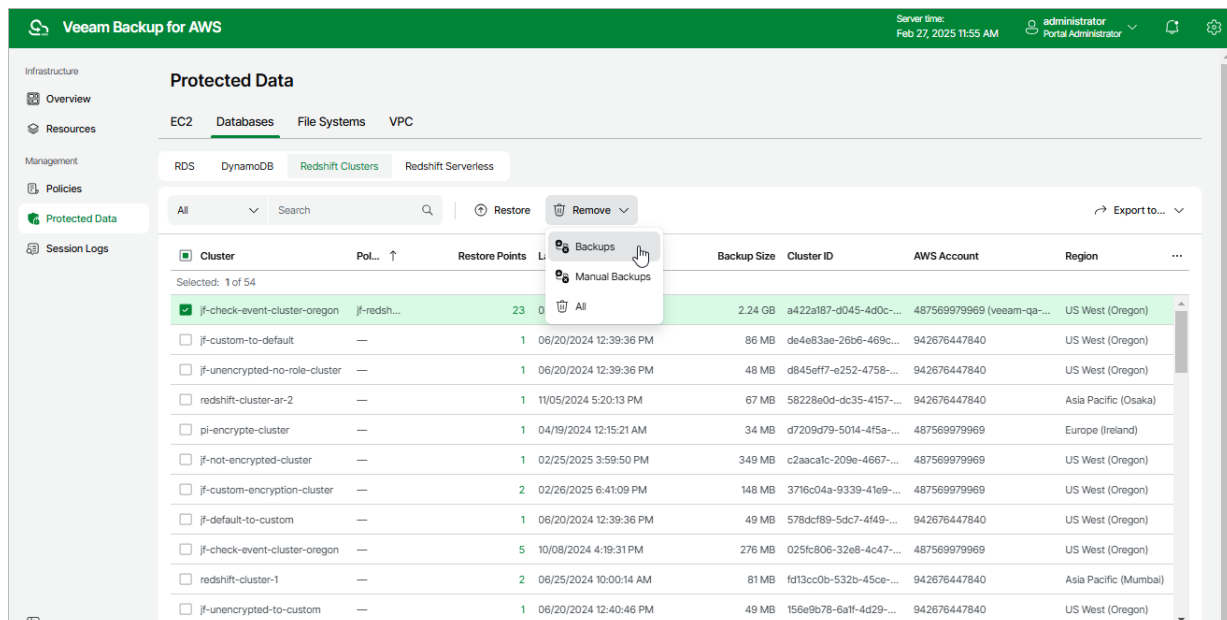 Veeam Backup for AWS
Server time:
Feb 27, 2025 11:55 AM
administrator
Portal Administrator
Infrastructure
Overview
Resources
Management
Policies
Protected Data
Session Logs
Protected Data
EC2 Databases File Systems VPC
RDS DynamoDB Redshift Clusters Redshift Serverless
All Search Restore Remove Export to...
Backups
Manual Backups
All
Cluster Pol... Restore Points Backup Size Cluster ID AWS Account Region ...
Selected: 1 of 54
jf-check-event-cluster-oregon jf-redsh... 23 2.24 GB a422a187-d045-4d0c-... 487569979969 (veeam-qa-... US West (Oregon)
jf-custom-to-default — 1 06/20/2024 12:39:36 PM 86 MB de4e83ae-26b6-469c... 942676447840 US West (Oregon)
jf-unencrypted-no-role-cluster — 1 06/20/2024 12:39:36 PM 48 MB d845eff7-e252-4758-... 942676447840 US West (Oregon)
redshift-cluster-ar-2 — 1 11/05/2024 5:20:13 PM 67 MB 58228e0d-dc35-4157-... 942676447840 Asia Pacific (Osaka)
pi-encrypte-cluster — 1 04/19/2024 12:15:21 AM 34 MB d7209d79-5014-4f5a-... 487569979969 Europe (Ireland)
jf-not-encrypted-cluster — 1 02/25/2025 3:59:50 PM 349 MB c2aaca1c-209e-4667-... 487569979969 US West (Oregon)
jf-custom-encryption-cluster — 2 02/26/2025 6:41:09 PM 148 MB 3716c04a-9339-41e9-... 487569979969 US West (Oregon)
jf-default-to-custom — 1 06/20/2024 12:39:36 PM 49 MB 578dcf89-5dc7-4f49-... 942676447840 US West (Oregon)
jf-check-event-cluster-oregon — 5 10/08/2024 4:19:31 PM 276 MB 025fc806-32e8-4c47-... 487569979969 US West (Oregon)
redshift-cluster-1 — 2 06/25/2024 10:00:14 AM 81 MB fd13cc0b-532b-45ce-... 942676447840 Asia Pacific (Mumbai)
jf-unencrypted-to-custom — 1 06/20/2024 12:40:46 PM 49 MB 156e9b78-6a1f-4d29-... 942676447840 US West (Oregon)